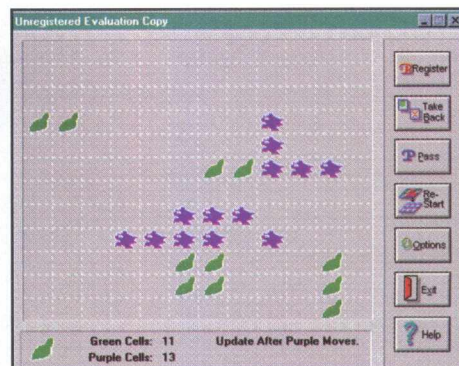 Unregistered Evaluation Copy
Register
Take
Back
Pass
Re-
Start
Options
Exit
Help
Green Cells: 11 Update After Purple Moves.
Purple Cells: 13